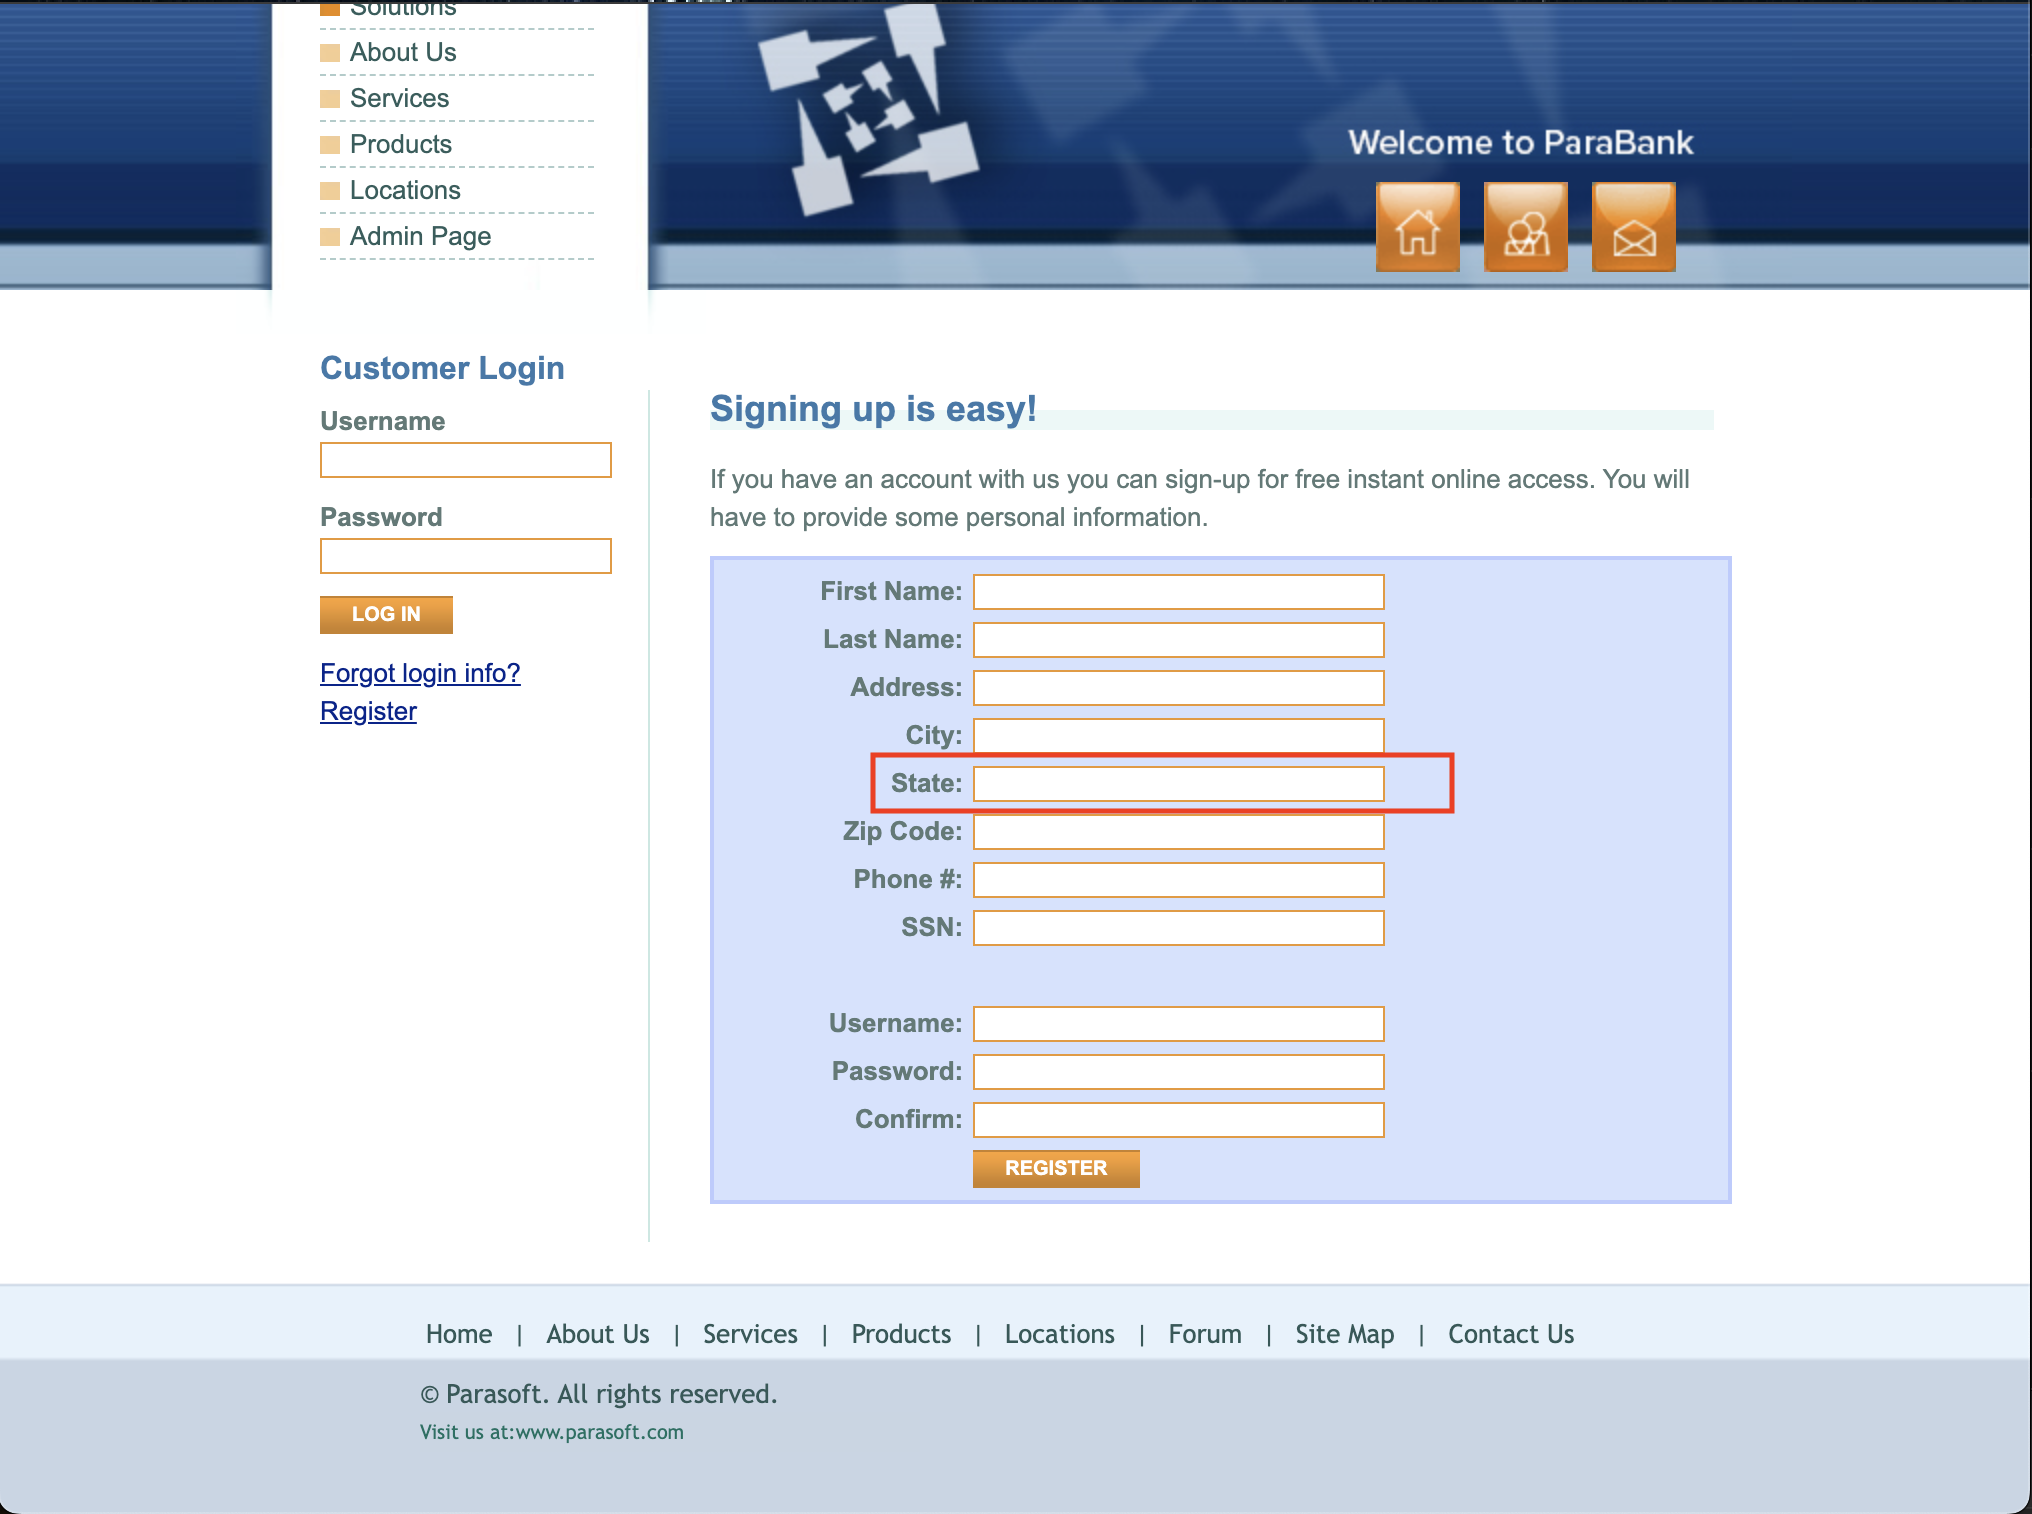 Solutions
About Us
Services
Products
Locations
Admin Page
Welcome to ParaBank
Customer Login
Username
Password
LOG IN
Forgot login info?
Register
Signing up is easy!
If you have an account with us you can sign-up for free instant online access. You will
have to provide some personal information.
First Name:
Last Name:
Address:
City:
State:
Zip Code:
Phone #:
SSN:
Username:
Password:
Confirm:
REGISTER
Home | About Us | Services | Products | Locations | Forum | Site Map | Contact Us
© Parasoft. All rights reserved.
Visit us at:www.parasoft.com